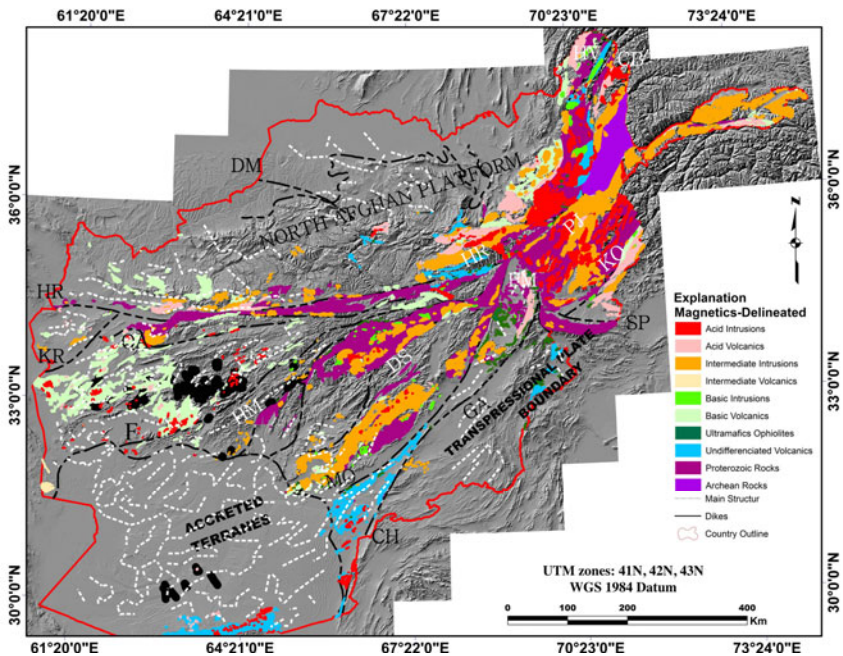 61°20'0"E 64°21'0"E 67°22'0"E 70°23'0"E 73°24'0"E
HV
CB
DM
36°0'0"N
36°0'0"N
NORTH AFGHAN PLATFORM
PJ
HR
KO
N
HR
SP
KR
33°0'0"N
33°0'0"N
DS
GA
TRANSPRESSIONAL PLATE
BOUNDARY
HM
F
MO
ACCRETED
TERRANES
CH
30°0'0"N
30°0'0"N
Explanation
Magnetics-Delineated
Acid Intrusions
Acid Volcanics
Intermediate Intrusions
Intermediate Volcanics
Basic Intrusions
Basic Volcanics
Ultramafics Ophiolites
Undifferentiated Volcanics
Proterozoic Rocks
Archean Rocks
Main Structur
Dikes
Country Outline
UTM zones: 41N, 42N, 43N
WGS 1984 Datum
0 100 200 400
Km
61°20'0"E 64°21'0"E 67°22'0"E 70°23'0"E 73°24'0"E